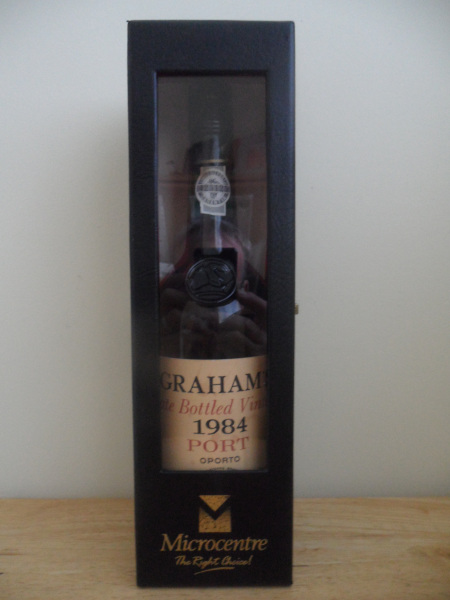 GRAHAM'
te Bottled Vin
1984
PORT
OPORTO
Microcentre
The Right Choice!